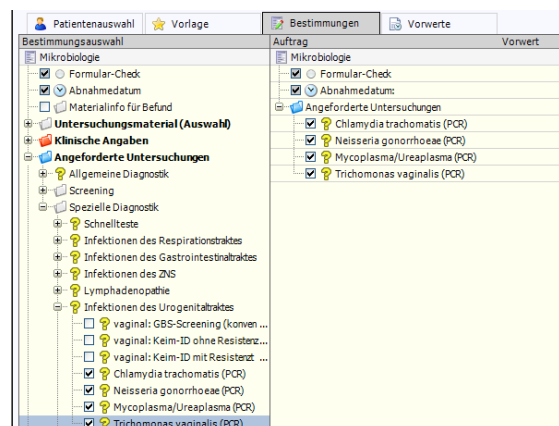 Patientenauswahl
Vorlage
Bestimmungen
Vorwerte
Bestimmungsauswahl
Mikrobiologie
Formular-Check
Abnahmedatum
Materialinfo für Befund
Untersuchungsmaterial (Auswahl)
Klinische Angaben
Angeforderte Untersuchungen
Allgemeine Diagnostik
Screening
Spezielle Diagnostik
Schnellteste
Infektionen des Respirationstraktes
Infektionen des Gastrointestinaltraktes
Infektionen des ZNS
Lymphadenopathie
Infektionen des Urogenitaltraktes
vaginal: GBS-Screening (konven ...
vaginal: Keim-ID ohne Resistenz...
vaginal: Keim-ID mit Resistenzt ...
Chlamydia trachomatis (PCR)
Neisseria gonorrhoeae (PCR)
Mycoplasma/Ureaplasma (PCR)
Trichomonas vaginalis (PCR)
Auftrag Vorwert
Mikrobiologie
Formular-Check
Abnahmedatum:
Angeforderte Untersuchungen
Chlamydia trachomatis (PCR)
Neisseria gonorrhoeae (PCR)
Mycoplasma/Ureaplasma (PCR)
Trichomonas vaginalis (PCR)